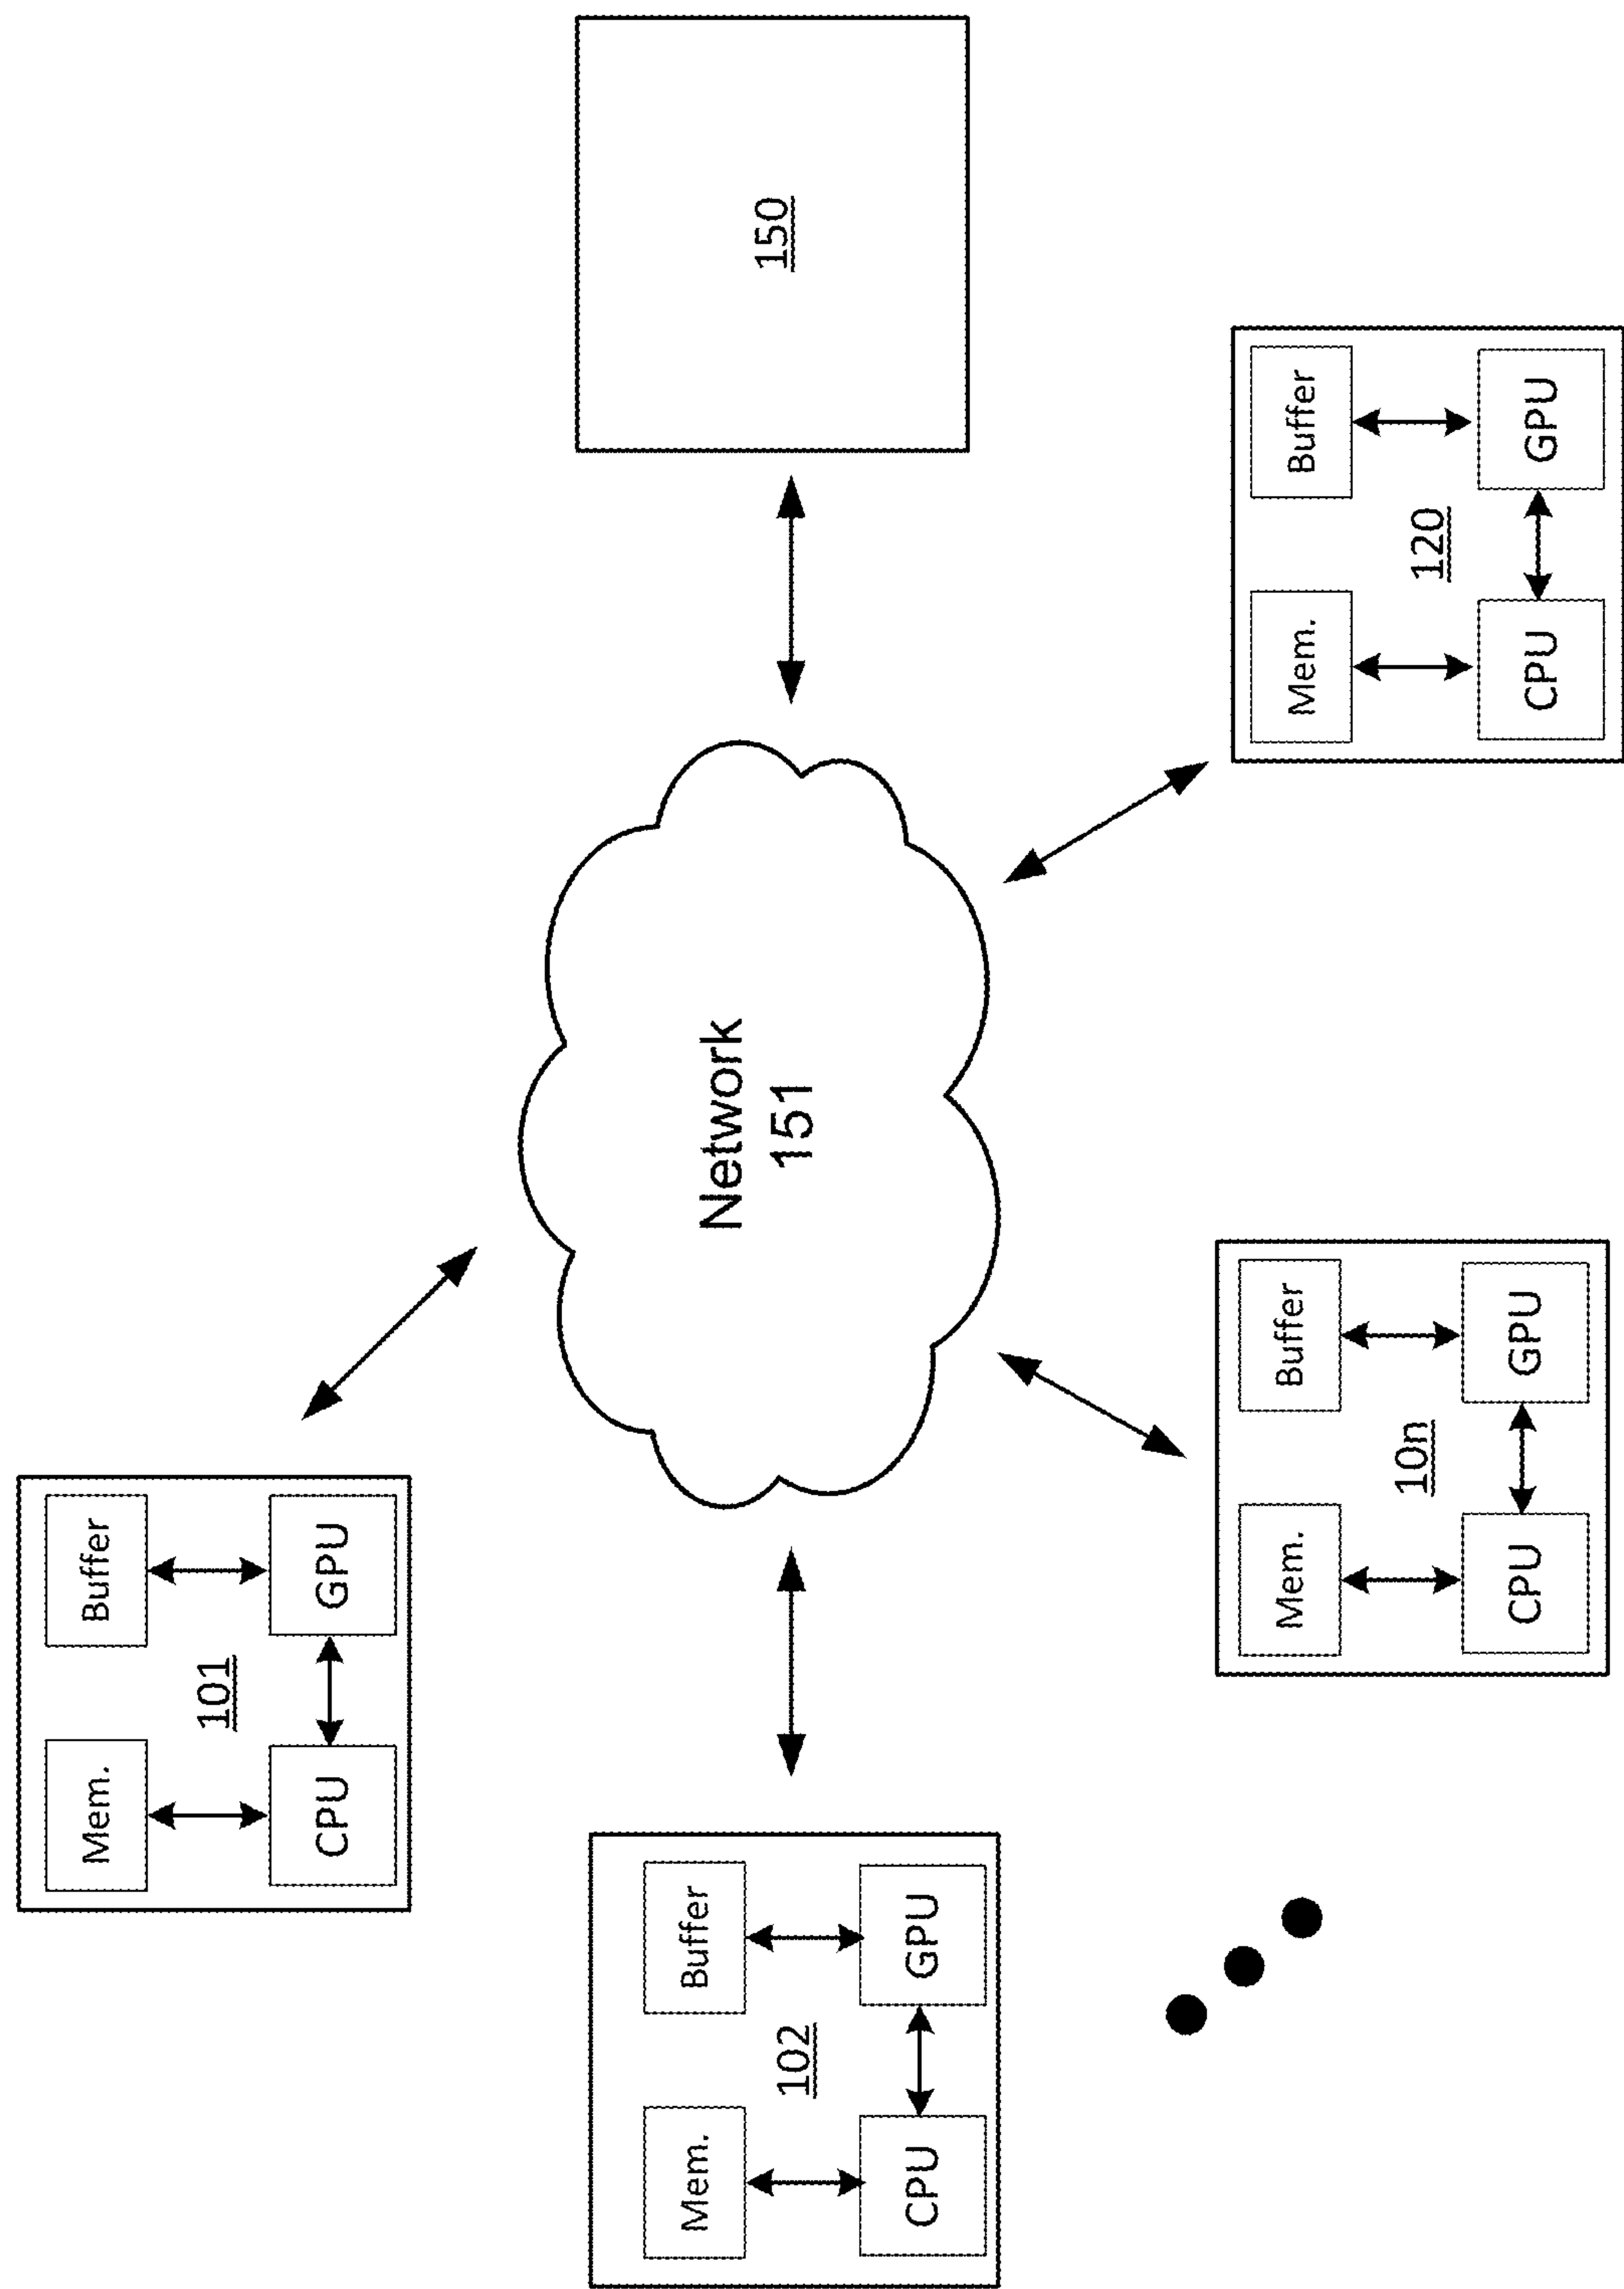 Mem.
Buffer
101
CPU
GPU
Mem.
Buffer
102
CPU
GPU
Network
151
150
Mem.
Buffer
10n
CPU
GPU
Mem.
Buffer
120
CPU
GPU